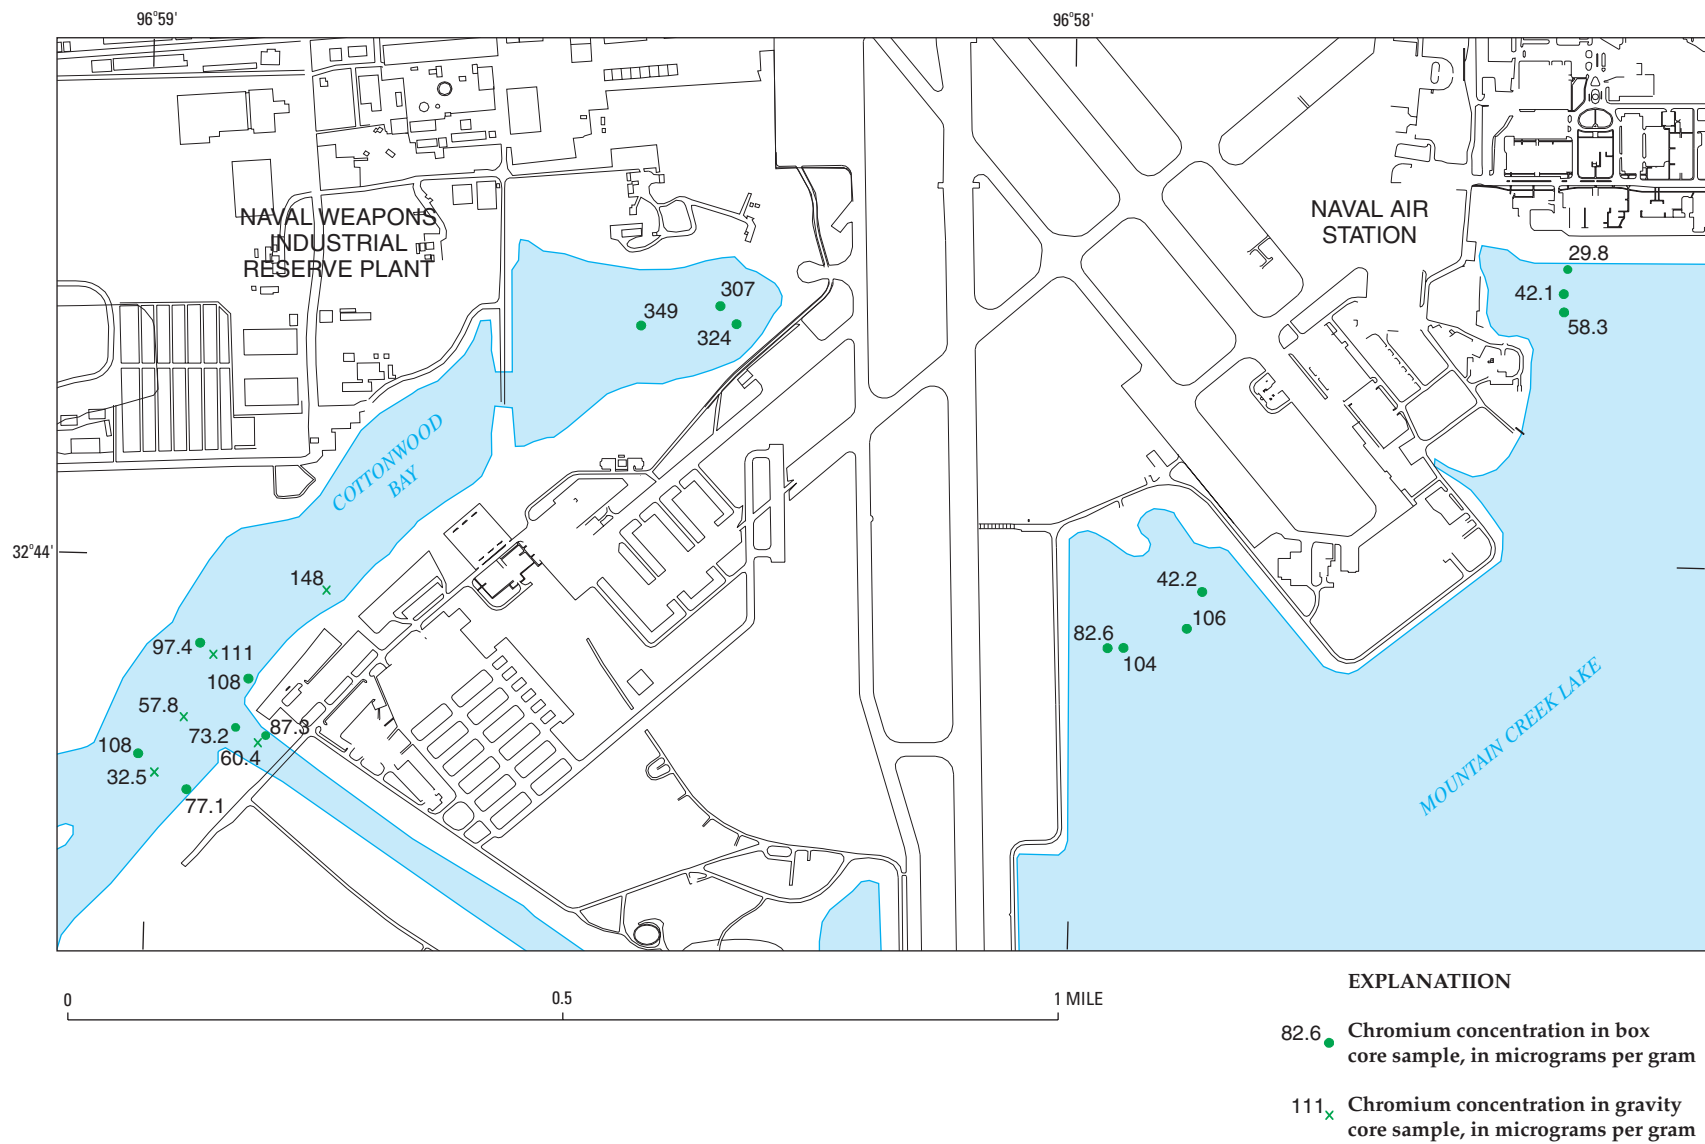 96°59'
96°58'
NAVAL WEAPONS
INDUSTRIAL
RESERVE PLANT
NAVAL AIR
STATION
29.8
42.1
58.3
307
349
324
COTTONWOOD
BAY
32°44'
148
42.2
106
82.6
104
97.4
111
108
57.8
73.2
87.3
60.4
108
32.5
77.1
MOUNTAIN CREEK LAKE
0
0.5
1 MILE
EXPLANATIION
82.6
Chromium concentration in box
core sample, in micrograms per gram
111
Chromium concentration in gravity
core sample, in micrograms per gram